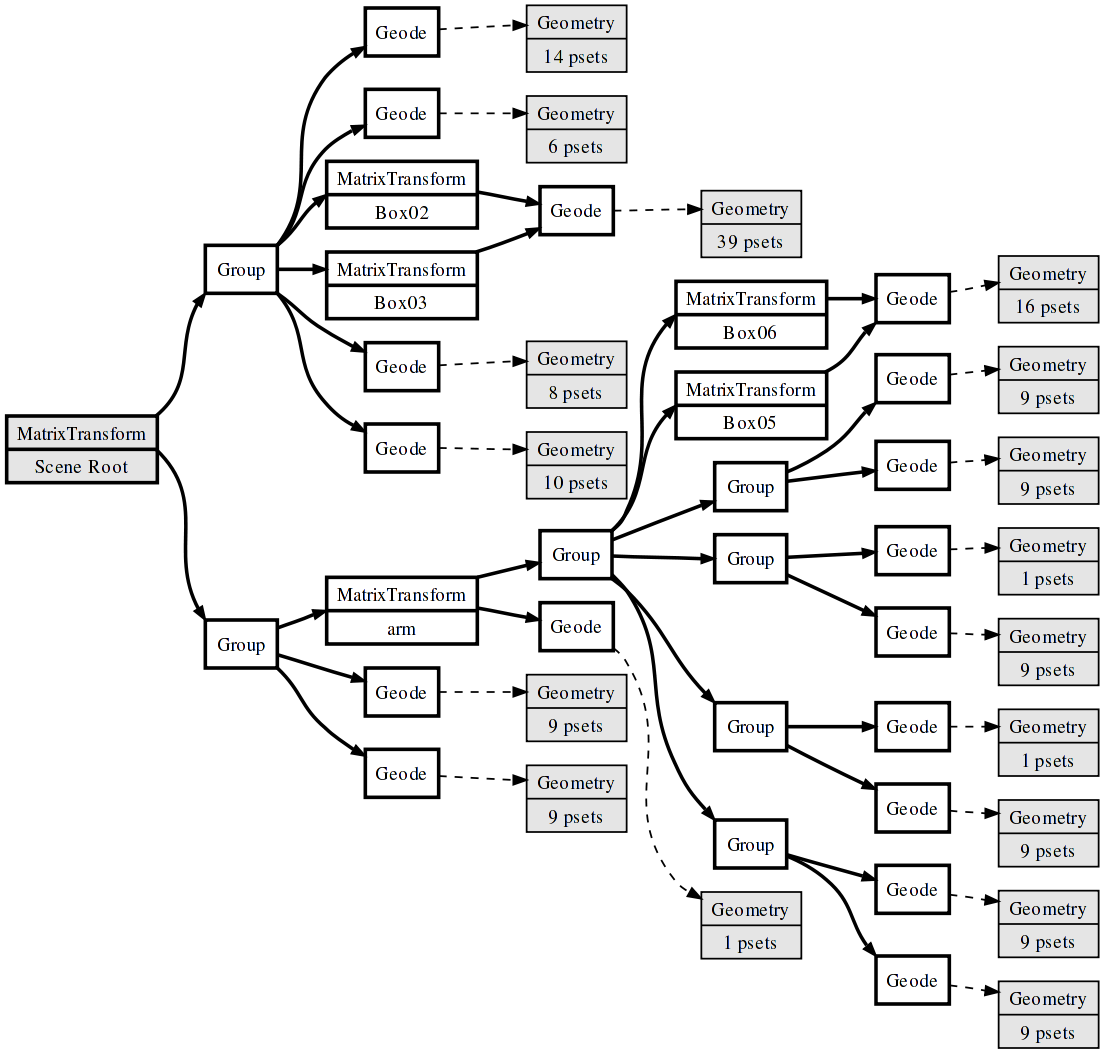 Geode
Geometry
14 psets
Geode
Geometry
6 psets
MatrixTransform
Box02
Geode
Geometry
39 psets
Group
MatrixTransform
Box03
Geode
Geometry
8 psets
Geode
Geometry
10 psets
MatrixTransform
Scene Root
MatrixTransform
Box06
Geode
Geometry
16 psets
MatrixTransform
Box05
Geode
Geometry
9 psets
Group
Geode
Geometry
9 psets
Group
Group
Geode
Geometry
1 psets
Geode
Geometry
9 psets
Group
MatrixTransform
arm
Geode
Geode
Geometry
9 psets
Geode
Geometry
9 psets
Group
Geode
Geometry
1 psets
Geode
Geometry
9 psets
Group
Geode
Geometry
9 psets
Geometry
1 psets
Geode
Geometry
9 psets